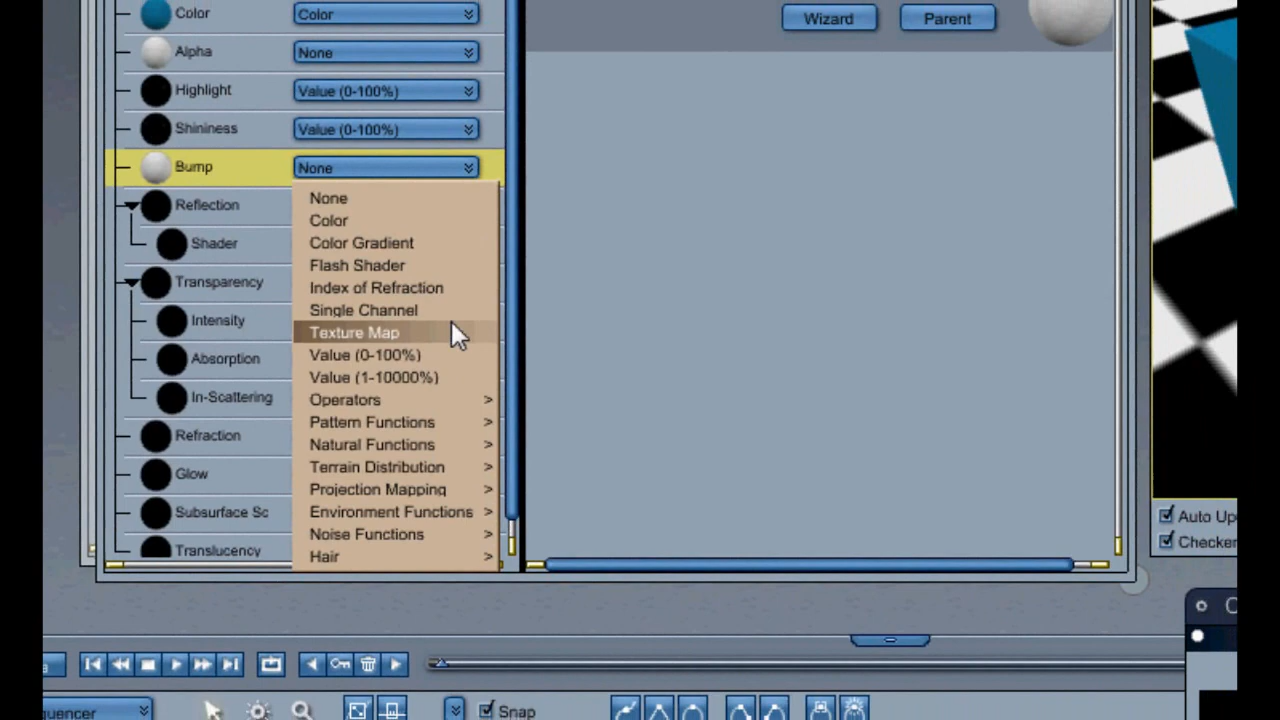 Color Color
Wizard Parent
Alpha None
Highlight Value (0-100%)
Shininess Value (0-100%)
Bump None
None
Reflection
Color
Shader Color Gradient
Flash Shader
Transparency Index of Refraction
Single Channel
Intensity
Texture Map
Absorption Value (0-100%)
Value (1-10000%)
In-Scattering Operators >
Pattern Functions >
Refraction Natural Functions >
Terrain Distribution >
Glow
Projection Mapping >
Subsurface Sc Environment Functions >
Auto Up
Noise Functions >
Checker
Translucency Hair >
quencer Snap